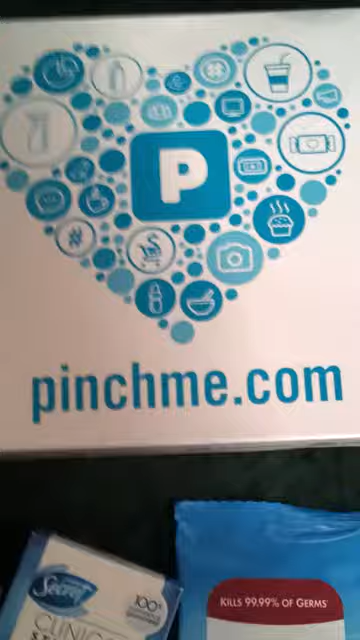 P
#
pinchme.com
Secret
100%
CLINICAL
KILLS 99.99% OF GERMS*